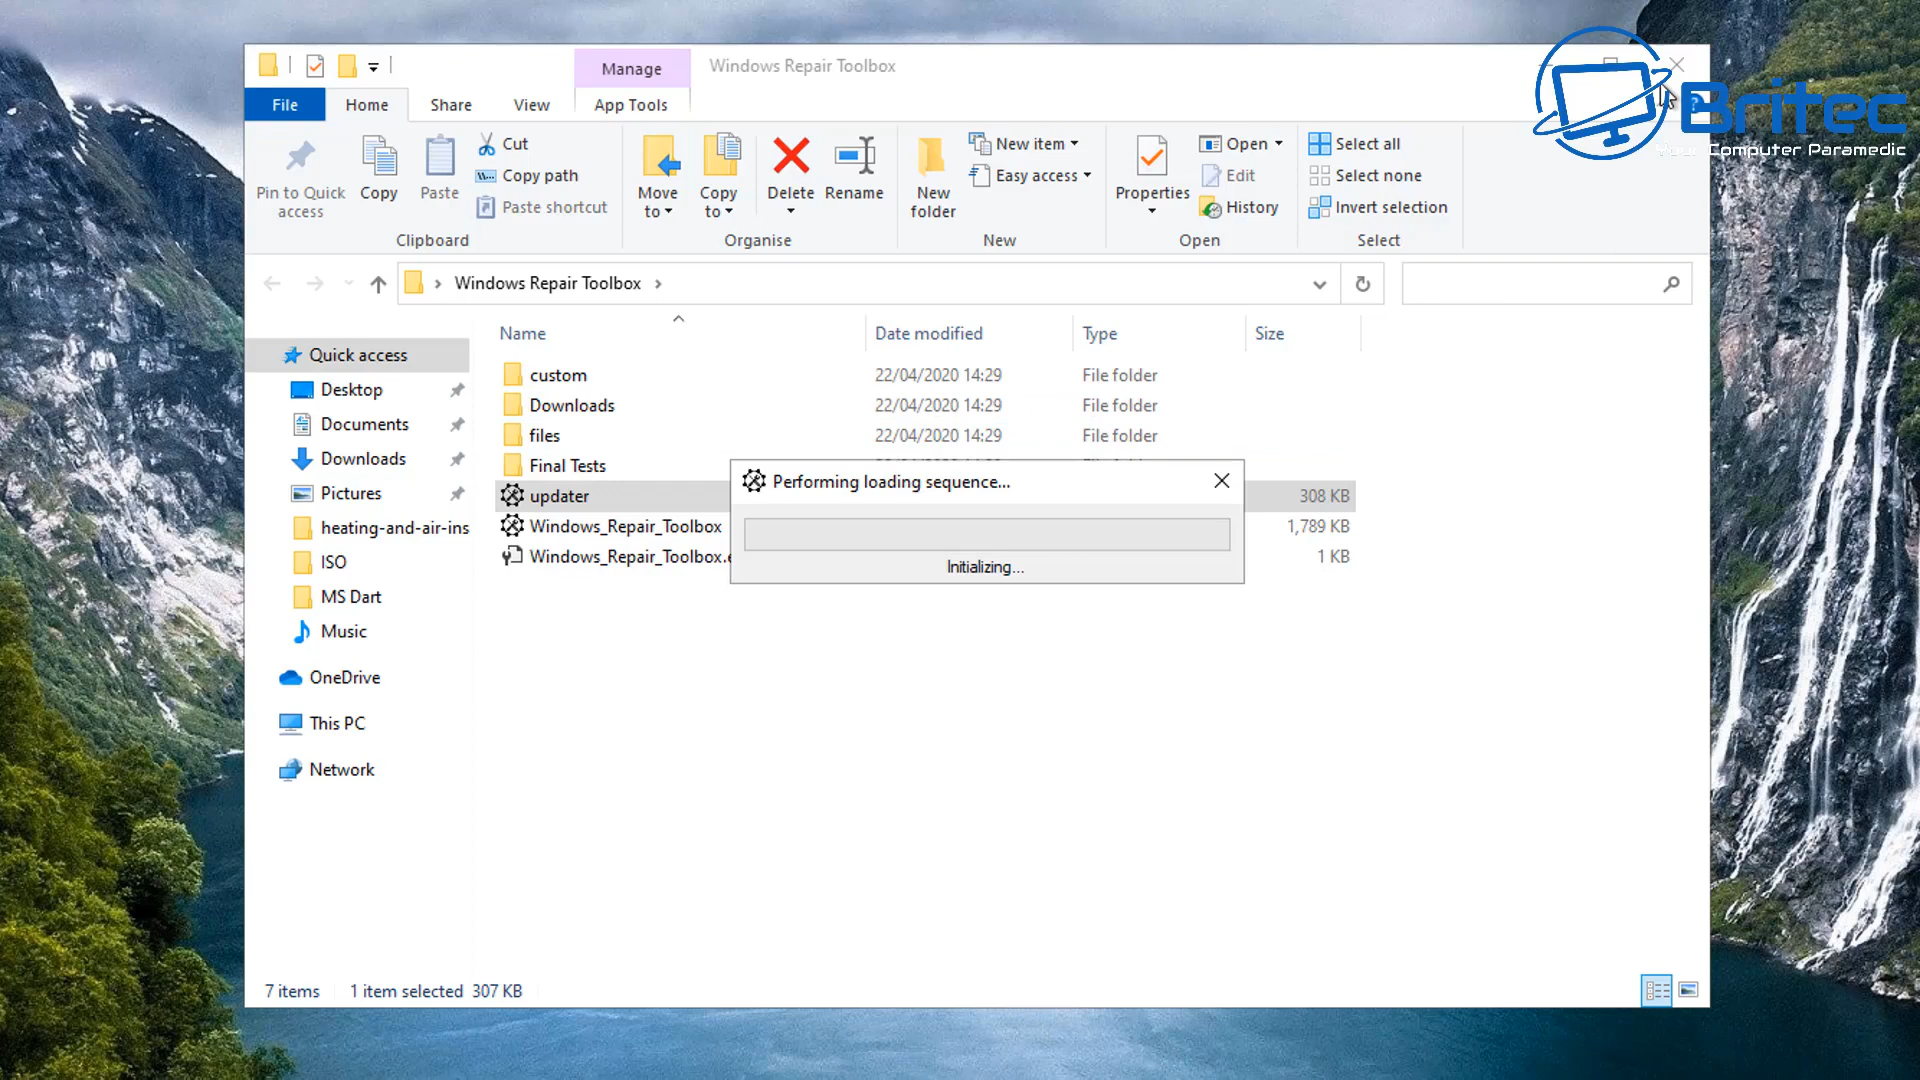 Manage
Windows Repair Toolbox
File
Home
Share
View
App Tools
Pin to Quick access
Copy
Paste
Cut
Copy path
Paste shortcut
Clipboard
Move to
Copy to
Delete
Rename
Organise
New folder
New item
Easy access
New
Properties
Open
Edit
History
Open
Select all
Select none
Invert selection
Select
Britec
Your Computer Paramedic
Windows Repair Toolbox
Name
Date modified
Type
Size
Quick access
Desktop
Documents
Downloads
Pictures
heating-and-air-ins
ISO
MS Dart
Music
OneDrive
This PC
Network
custom 22/04/2020 14:29 File folder
Downloads 22/04/2020 14:29 File folder
files 22/04/2020 14:29 File folder
Final Tests
updater 308 KB
Windows_Repair_Toolbox 1,789 KB
Windows_Repair_Toolbox.e 1 KB
Performing loading sequence...
Initializing...
7 items 1 item selected 307 KB